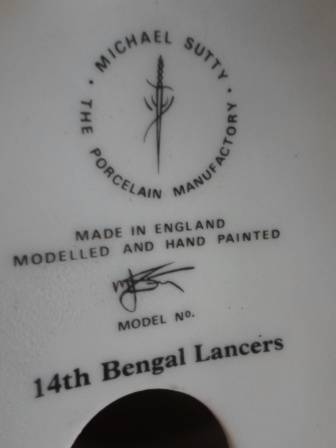 · MICHAEL SUTTY ·
THE PORCELAIN MANUFACTORY
MADE IN ENGLAND
MODELLED AND HAND PAINTED
MODEL Nº.
14th Bengal Lancers